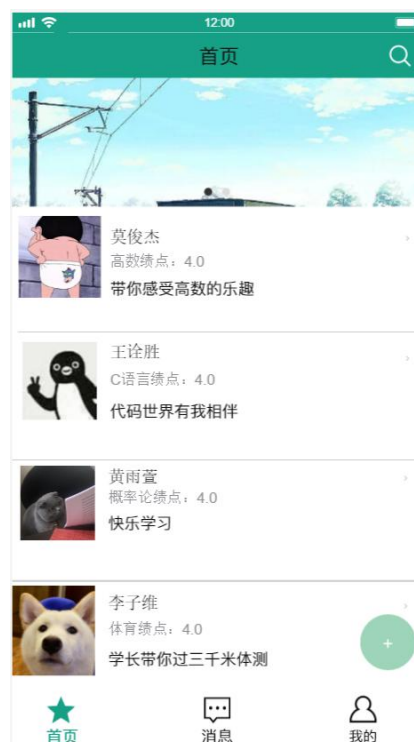 12:00
首页
莫俊杰
高数绩点：4.0
带你感受高数的乐趣
王诠胜
C语言绩点：4.0
代码世界有我相伴
黄雨萱
概率论绩点：4.0
快乐学习
李子维
体育绩点：4.0
学长带你过三千米体测
+
首页
消息
我的